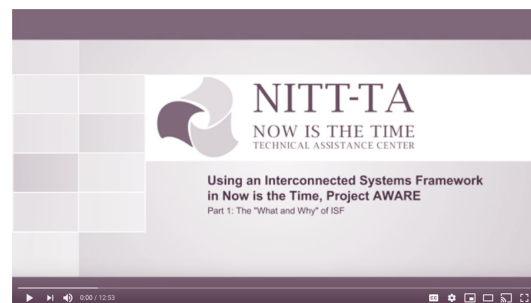 NITT-TA
NOW IS THE TIME
TECHNICAL ASSISTANCE CENTER
Using an Interconnected Systems Framework
in Now is the Time, Project AWARE
Part 1: The "What and Why" of ISF
0:00 / 12:53